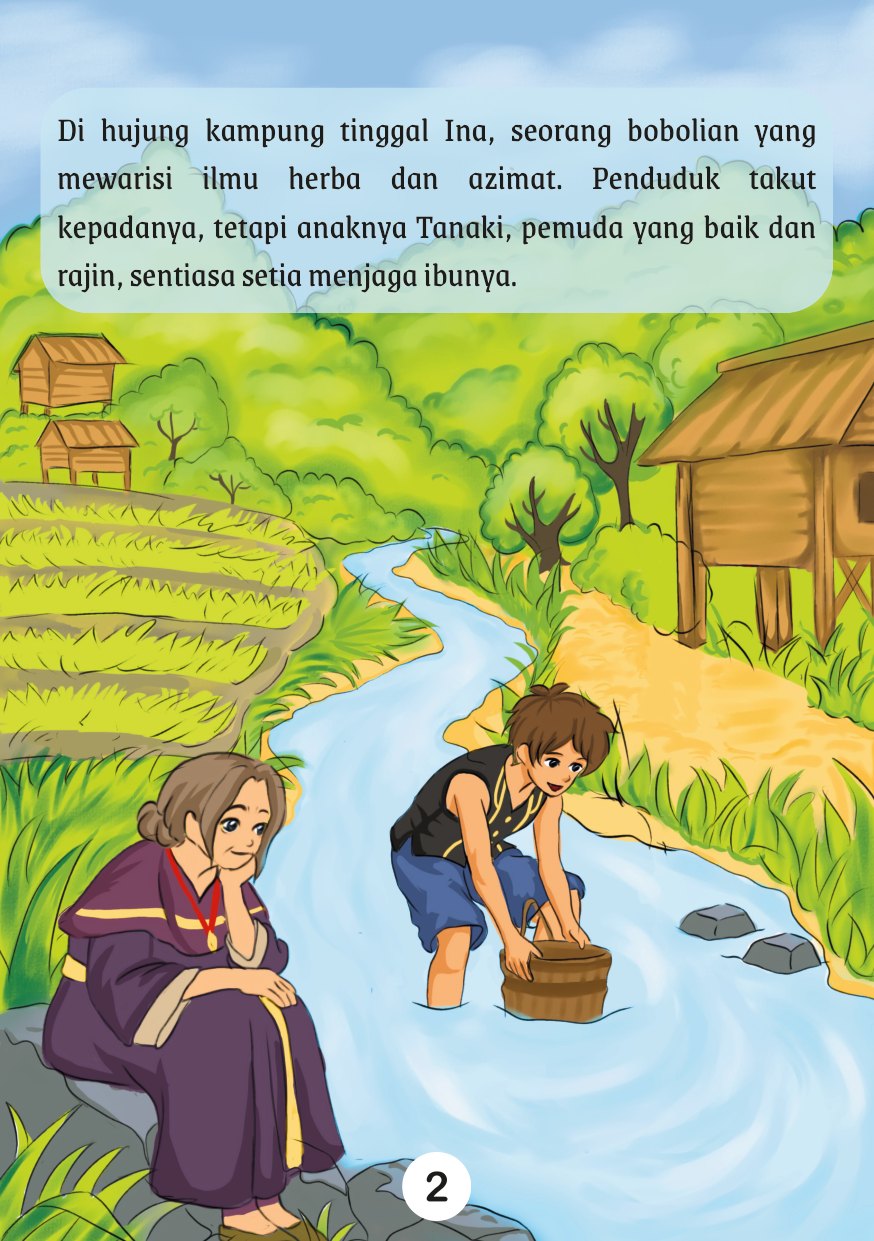 Di hujung kampung tinggal Ina, seorang bobolian yang
mewarisi ilmu herba dan azimat. Penduduk takut
kepadanya, tetapi anaknya Tanaki, pemuda yang baik dan
rajin, sentiasa setia menjaga ibunya.
2